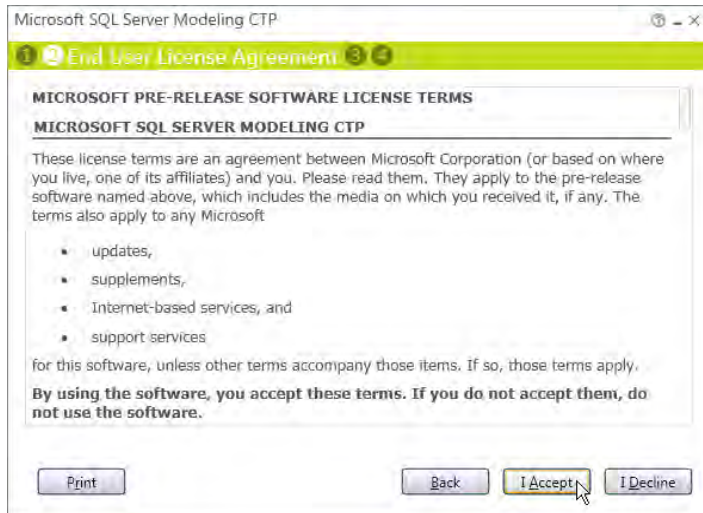 Microsoft SQL Server Modeling CTP
1 2 End User License Agreement 3 4
MICROSOFT PRE-RELEASE SOFTWARE LICENSE TERMS
MICROSOFT SQL SERVER MODELING CTP
These license terms are an agreement between Microsoft Corporation (or based on where
you live, one of its affiliates) and you. Please read them. They apply to the pre-release
software named above, which includes the media on which you received it, if any. The
terms also apply to any Microsoft
• updates,
• supplements,
• Internet-based services, and
• support services
for this software, unless other terms accompany those items. If so, those terms apply.
By using the software, you accept these terms. If you do not accept them, do
not use the software.
Print Back I Accept I Decline